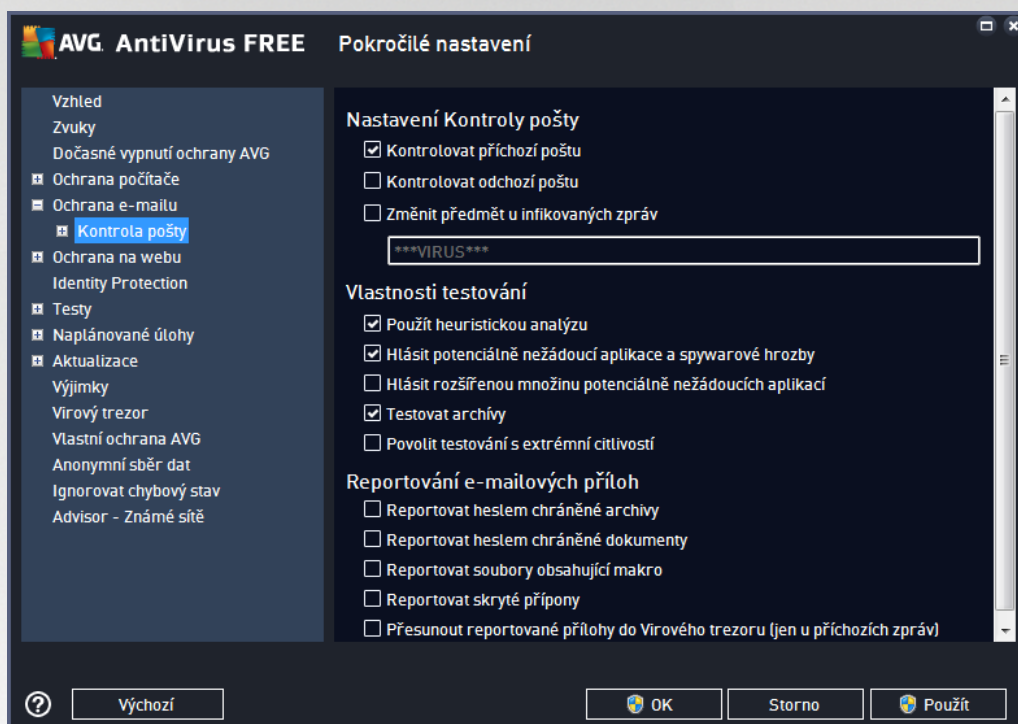 AVG. AntiVirus FREE Pokročilé nastavení
Vzhled
Zvuky
Dočasné vypnutí ochrany AVG
Ochrana počítače
Ochrana e-mailu
Kontrola pošty
Ochrana na webu
Identity Protection
Testy
Naplánované úlohy
Aktualizace
Výjimky
Virový trezor
Vlastní ochrana AVG
Anonymní sběr dat
Ignorovat chybový stav
Advisor - Známé sítě
Nastavení Kontroly pošty
Kontrolovat příchozí poštu
Kontrolovat odchozí poštu
Změnit předmět u infikovaných zpráv
***VIRUS***
Vlastnosti testování
Použít heuristickou analýzu
Hlásit potenciálně nežádoucí aplikace a spywarové hrozby
Hlásit rozšířenou množinu potenciálně nežádoucích aplikací
Testovat archívy
Povolit testování s extrémní citlivostí
Reportování e-mailových příloh
Reportovat heslem chráněné archivy
Reportovat heslem chráněné dokumenty
Reportovat soubory obsahující makro
Reportovat skryté přípony
Přesunout reportované přílohy do Virového trezoru (jen u příchozích zpráv)
Výchozí
OK
Storno
Použít